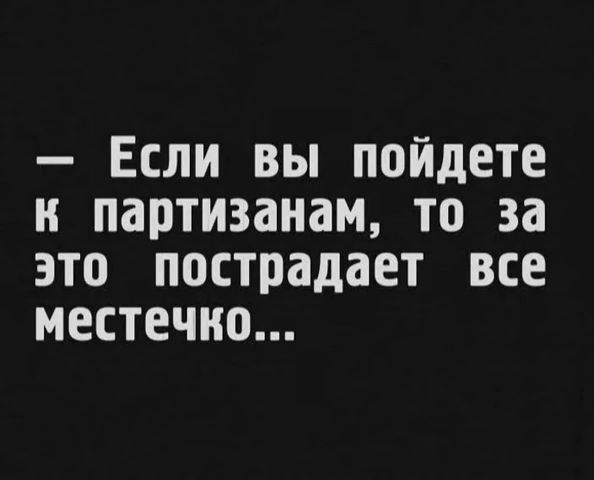 — Если вы пойдете
к партизанам, то за
это пострадает все
местечко...